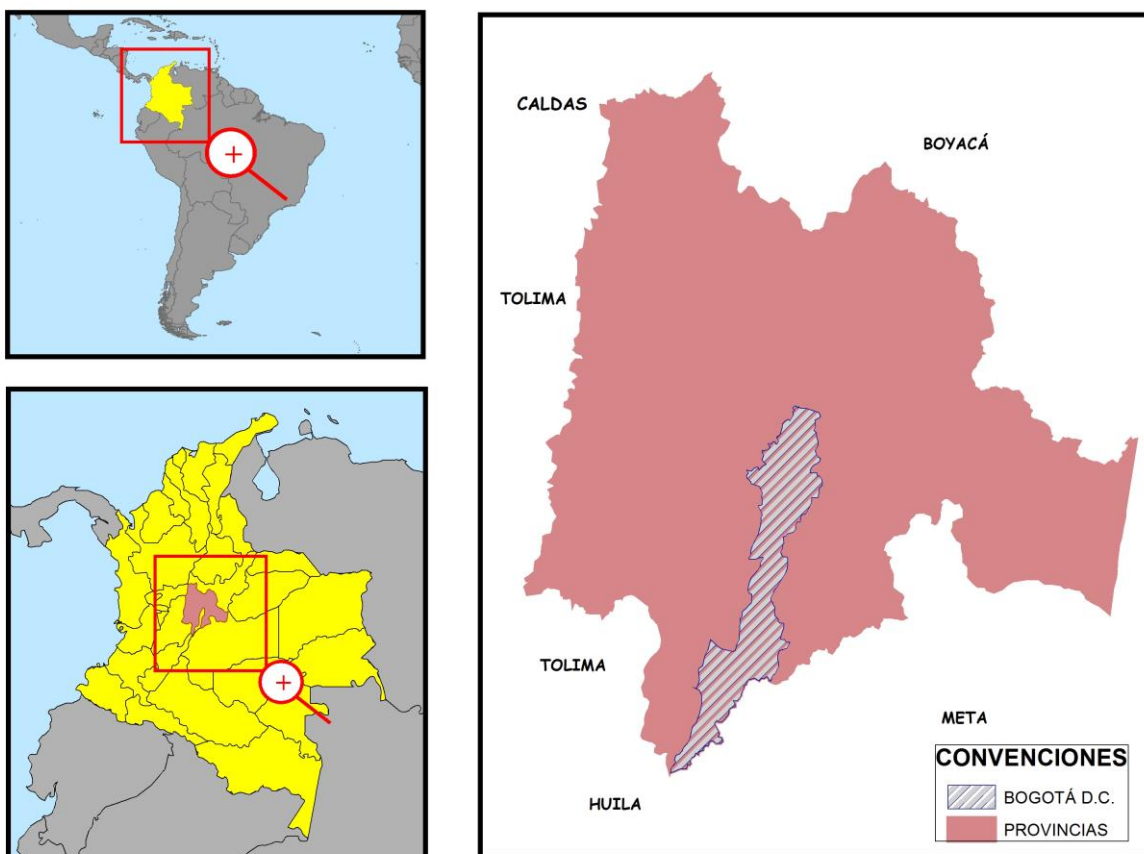 CALDAS
BOYACÁ
TOLIMA
TOLIMA
META
HUILA
CONVENCIONES
BOGOTÁ D.C.
PROVINCIAS